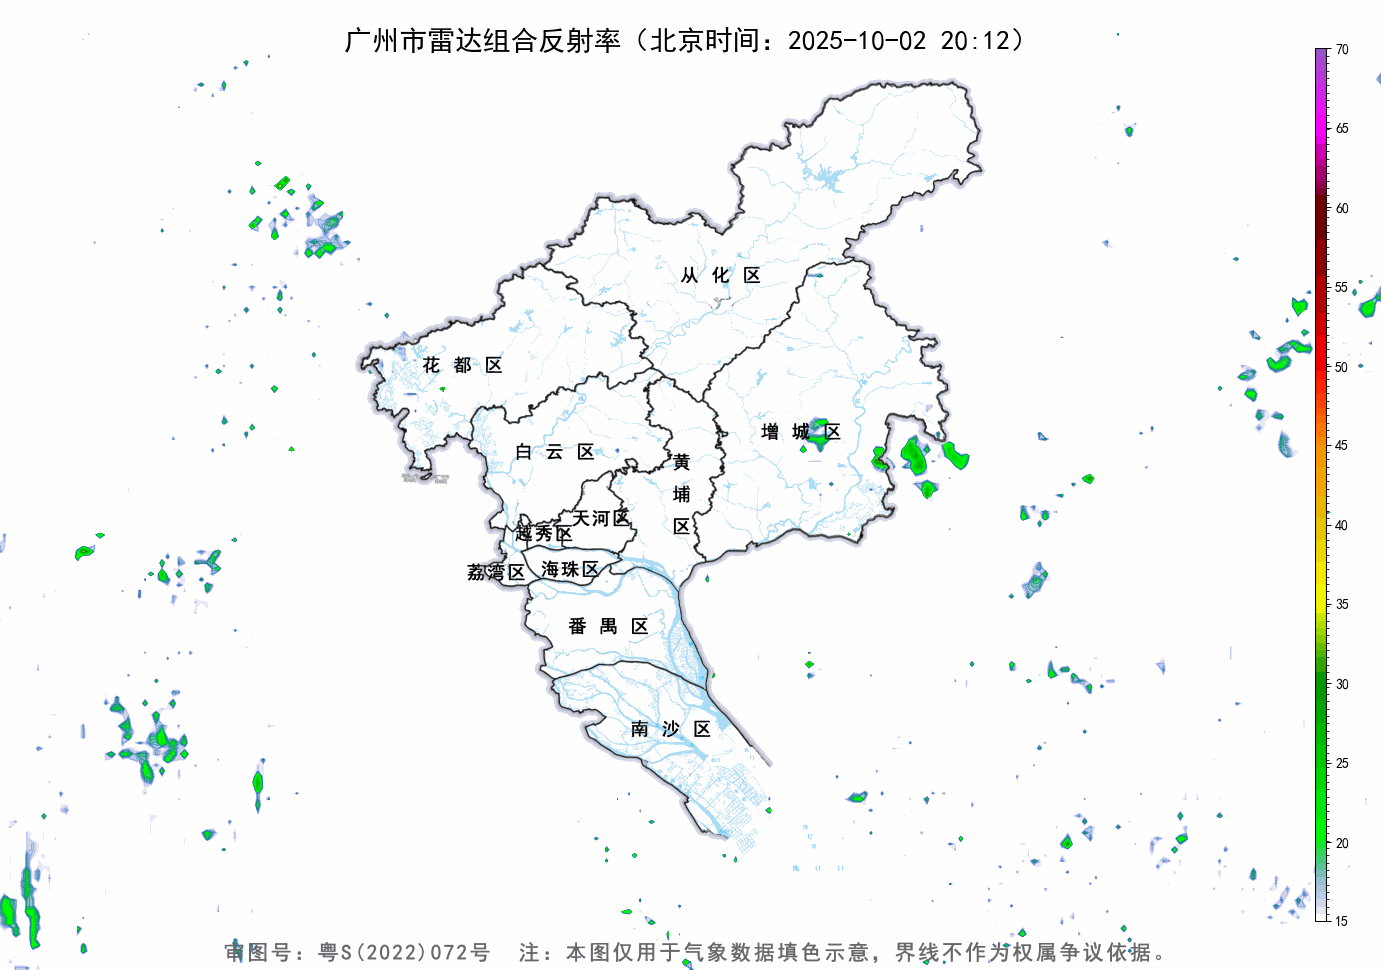 广州市雷达组合反射率（北京时间：2025-10-02 20:12）
70
65
60
55
50
45
40
35
30
25
20
15
从化区
花都区
增城区
白云区
黄埔区
天河区
越秀区
荔湾区
海珠区
番禺区
南沙区
审图号：粤S(2022)072号 注：本图仅用于气象数据填色示意，界线不作为权属争议依据。